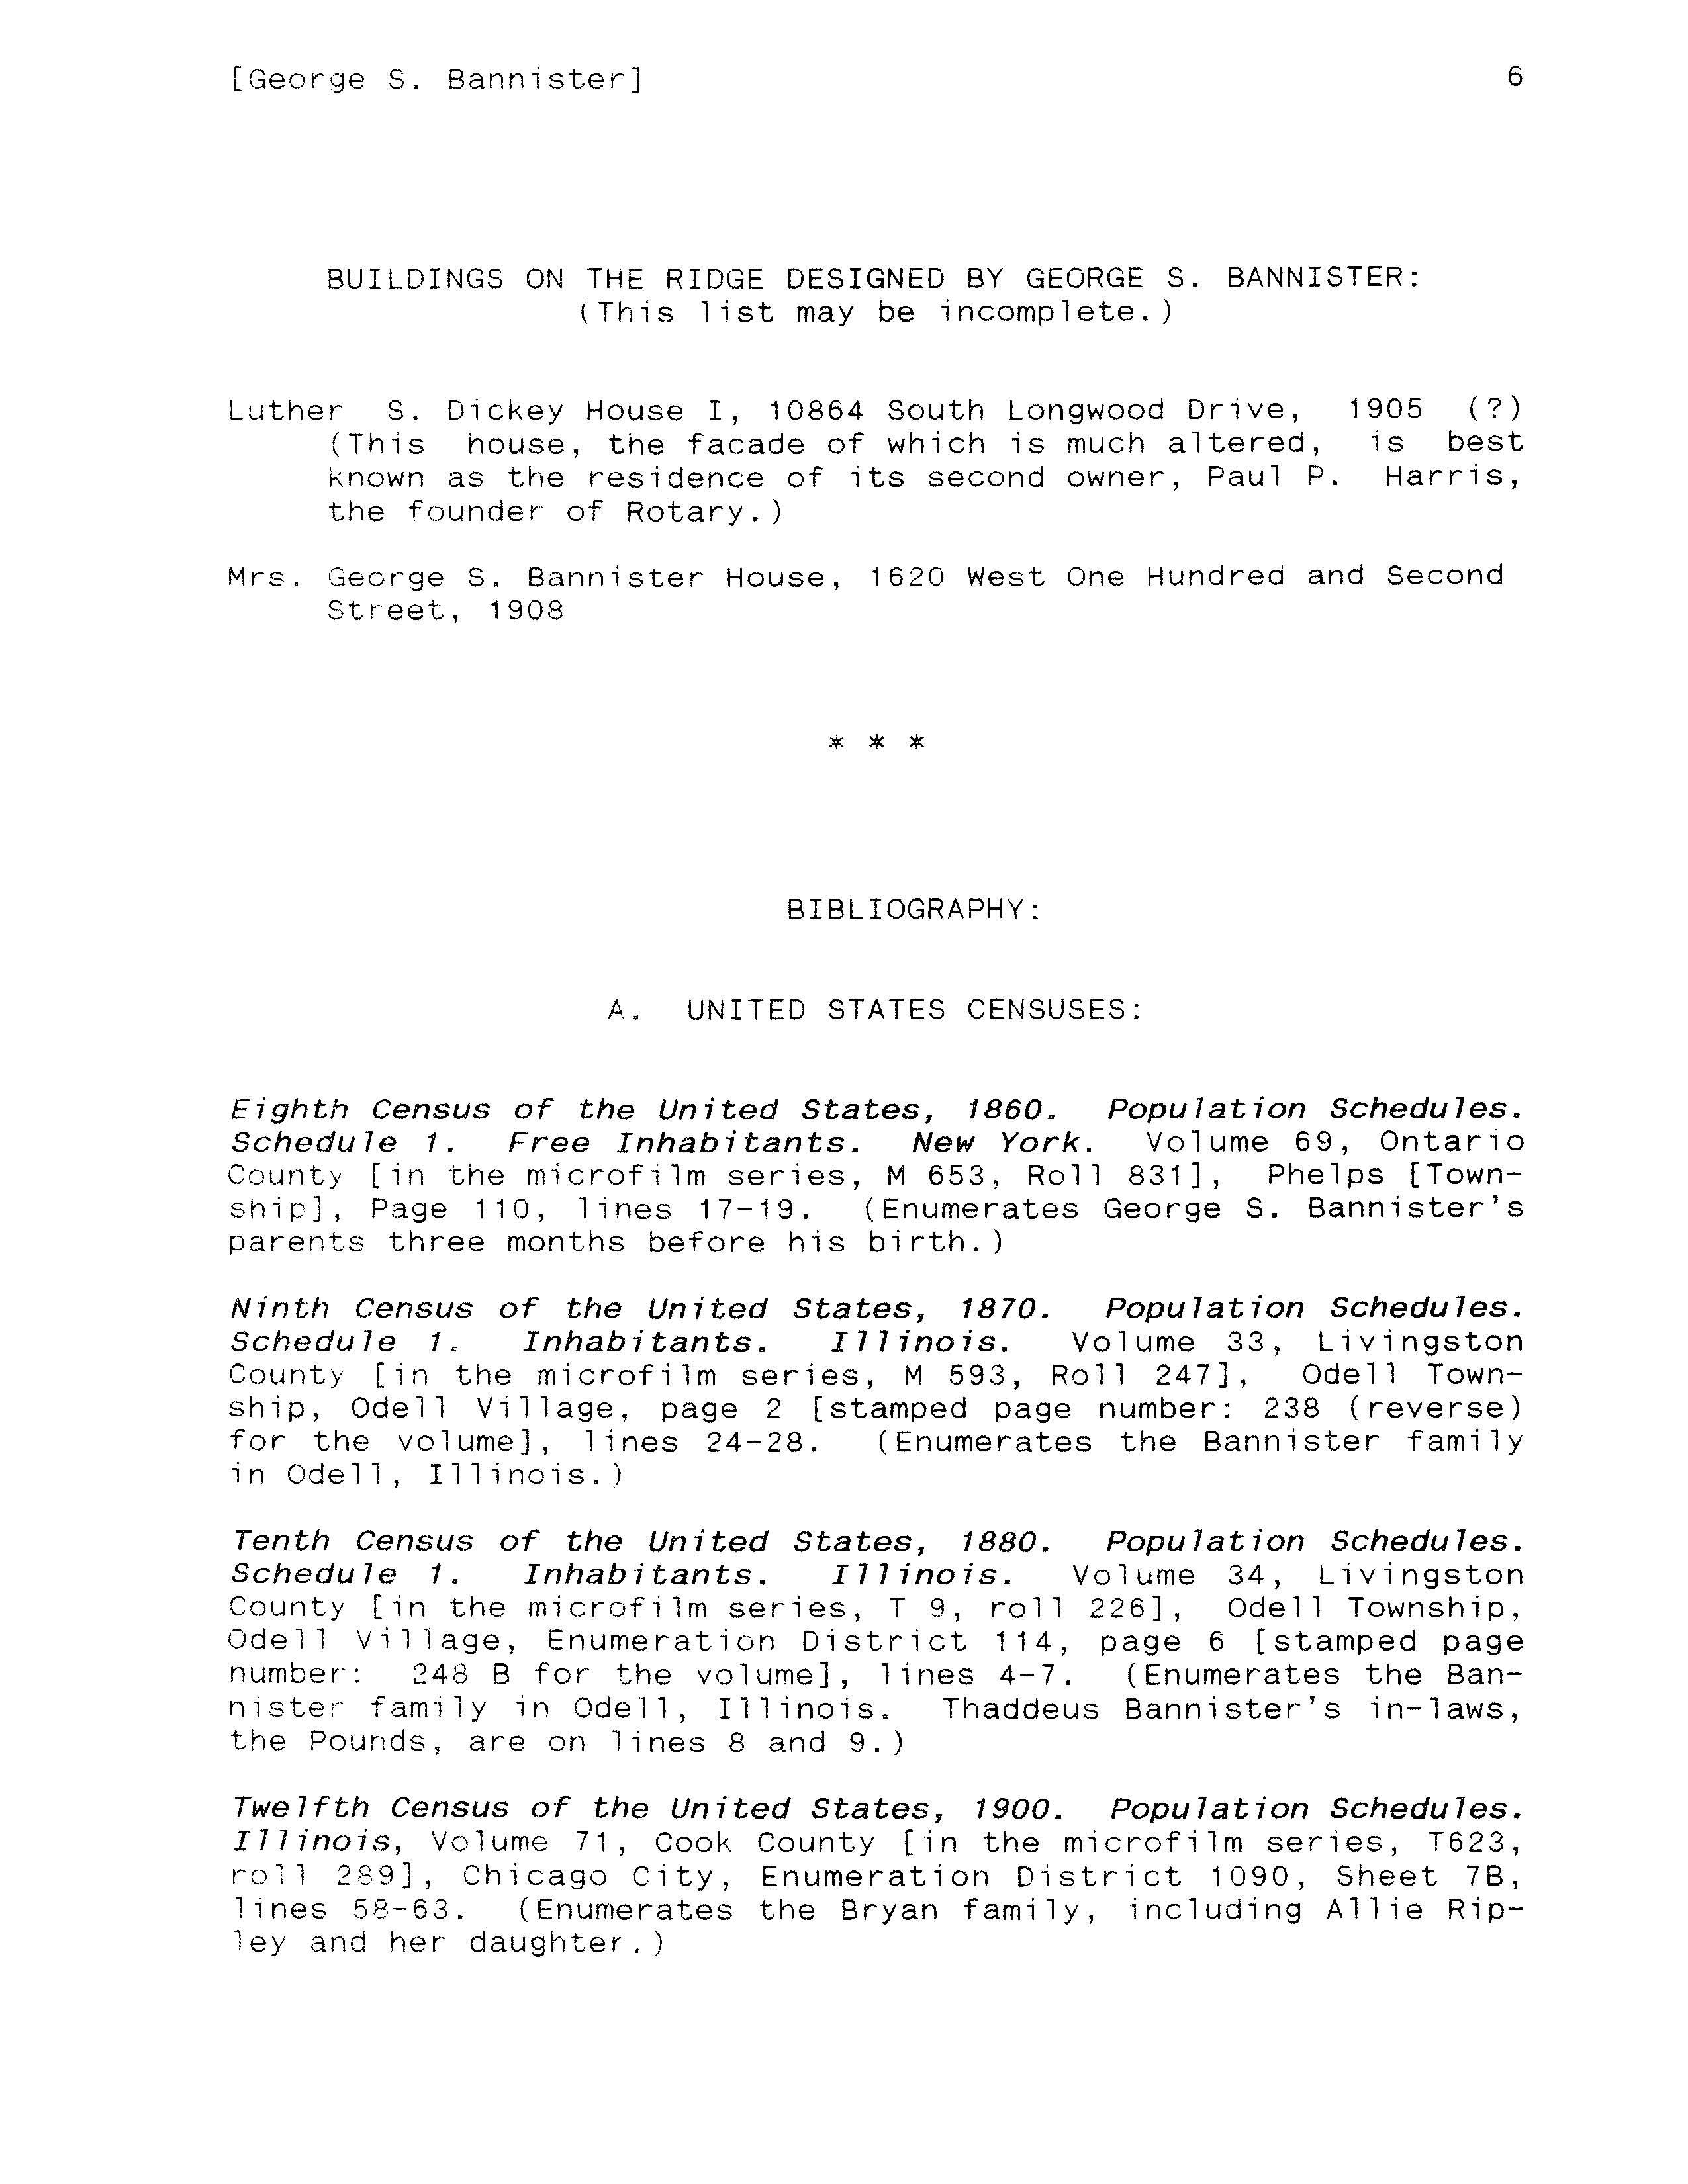 [George S. Bannister] 6
BUILDINGS ON THE RIDGE DESIGNED BY GEORGE S. BANNISTER:
(This list may be incomplete.)
Luther S. Dickey House I, 10864 South Longwood Drive, 1905 (?)
(This house, the facade of which is much altered, is best
known as the residence of its second owner, Paul P. Harris,
the founder of Rotary.)
Mrs. George S. Bannister House, 1620 West One Hundred and Second
Street, 1908
* * *
BIBLIOGRAPHY:
A. UNITED STATES CENSUSES:
Eighth Census of the United States, 1860. Population Schedules.
Schedule 1. Free Inhabitants. New York. Volume 69, Ontario
County [in the microfilm series, M 653, Roll 831], Phelps [Town-
ship], Page 110, lines 17-19. (Enumerates George S. Bannister's
parents three months before his birth.)
Ninth Census of the United States, 1870. Population Schedules.
Schedule 1. Inhabitants. Illinois. Volume 33, Livingston
County [in the microfilm series, M 593, Roll 247], Odell Town-
ship, Odell Village, page 2 [stamped page number: 238 (reverse)
for the volume], lines 24-28. (Enumerates the Bannister family
in Odell, Illinois.)
Tenth Census of the United States, 1880. Population Schedules.
Schedule 1. Inhabitants. Illinois. Volume 34, Livingston
County [in the microfilm series, T 9, roll 226], Odell Township,
Odell Village, Enumeration District 114, page 6 [stamped page
number: 248 B for the volume], lines 4-7. (Enumerates the Ban-
nister family in Odell, Illinois. Thaddeus Bannister's in-laws,
the Pounds, are on lines 8 and 9.)
Twelfth Census of the United States, 1900. Population Schedules.
Illinois, Volume 71, Cook County [in the microfilm series, T623,
roll 289], Chicago City, Enumeration District 1090, Sheet 7B,
lines 58-63. (Enumerates the Bryan family, including Allie Rip-
ley and her daughter.)